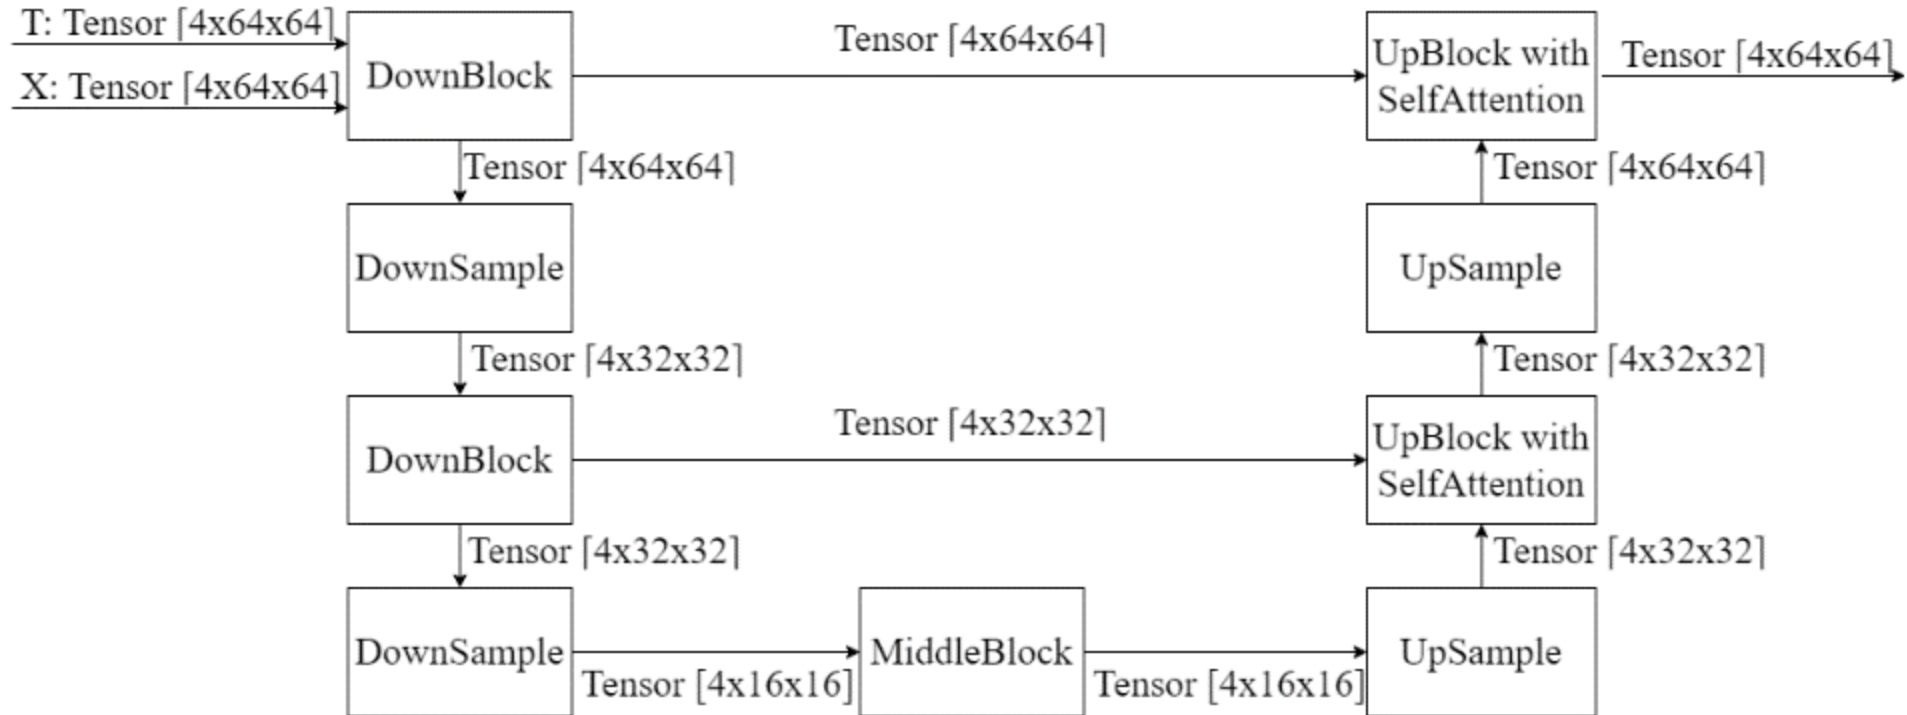 T: Tensor [4x64x64]
X: Tensor [4x64x64]
DownBlock
Tensor [4x64x64]
UpBlock with
SelfAttention
Tensor [4x64x64]
Tensor [4x64x64]
Tensor [4x64x64]
DownSample
UpSample
Tensor [4x32x32]
Tensor [4x32x32]
DownBlock
Tensor [4x32x32]
UpBlock with
SelfAttention
Tensor [4x32x32]
Tensor [4x32x32]
DownSample
Tensor [4x16x16]
MiddleBlock
Tensor [4x16x16]
UpSample